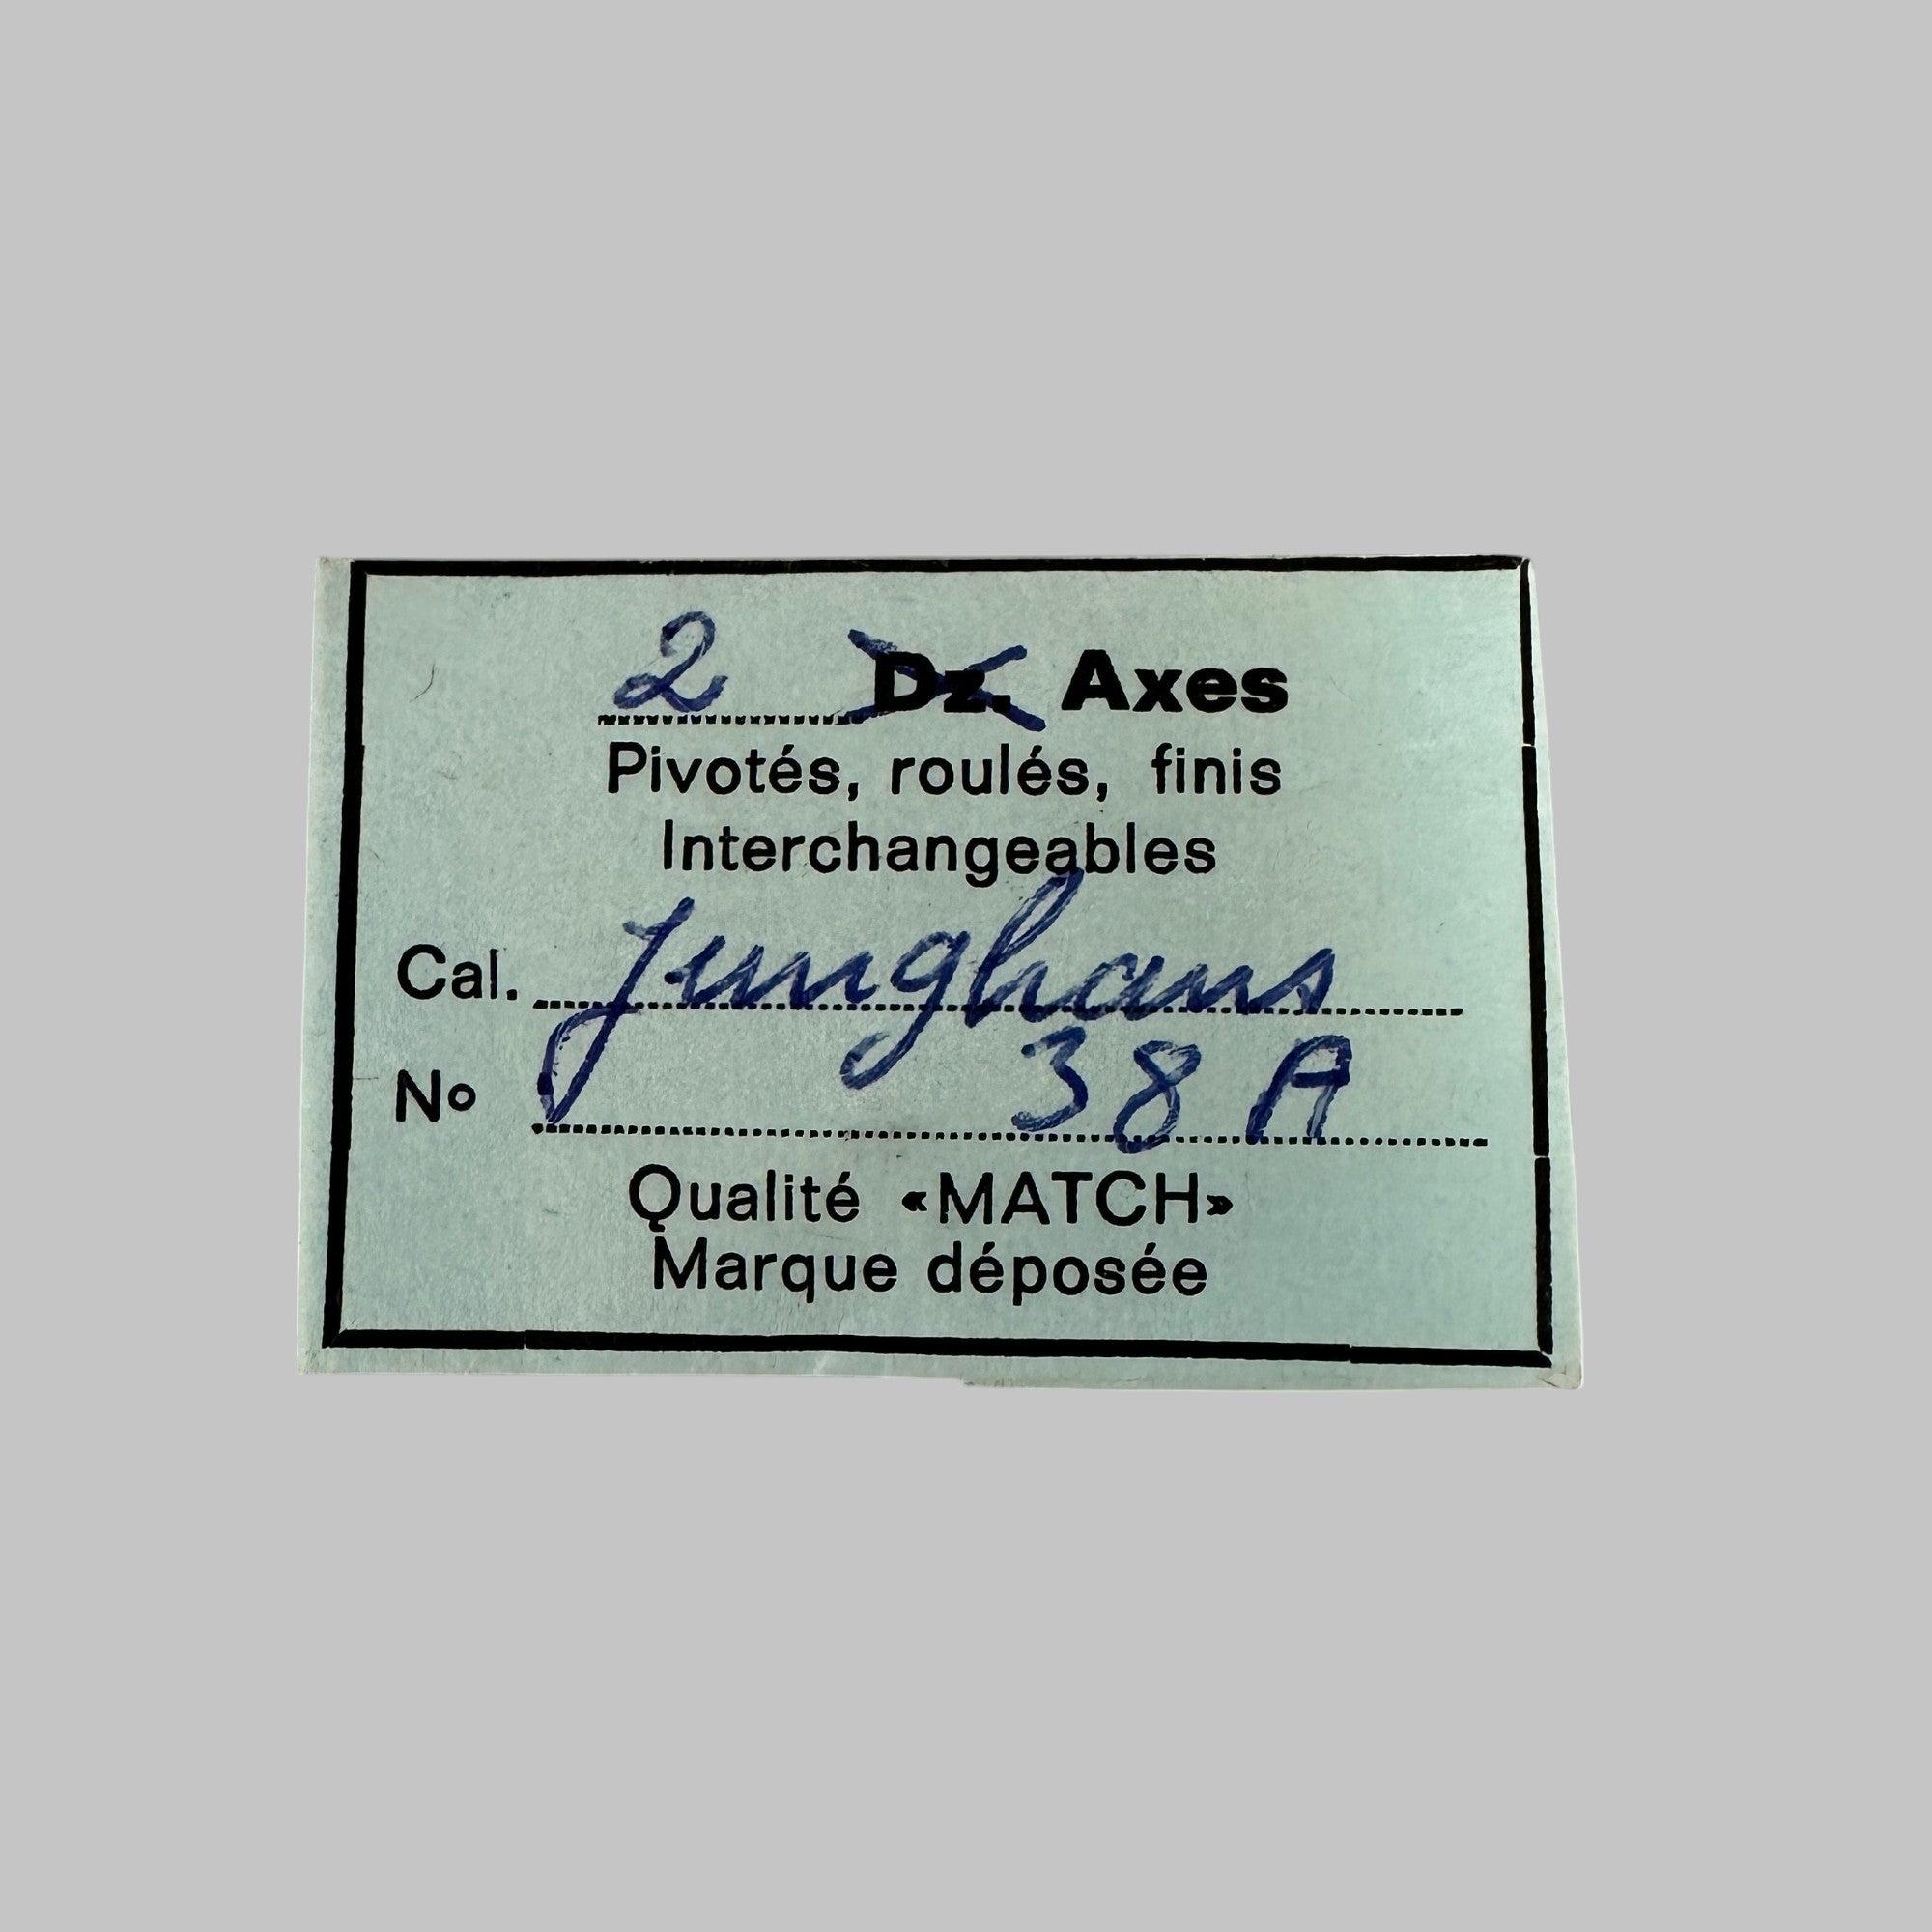 2 Dz. Axes
Pivotés, roulés, finis
Interchangeables
Cal. Junghans
No 38 A
Qualité «MATCH»
Marque déposée